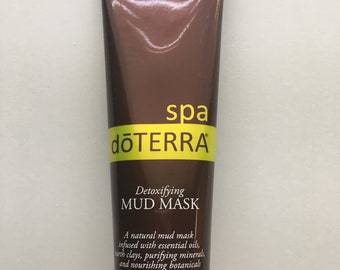 spa
dōTERRA®
Detoxifying
MUD MASK
A natural mud mask
infused with essential oils,
earth clays, purifying minerals,
and nourishing botanicals